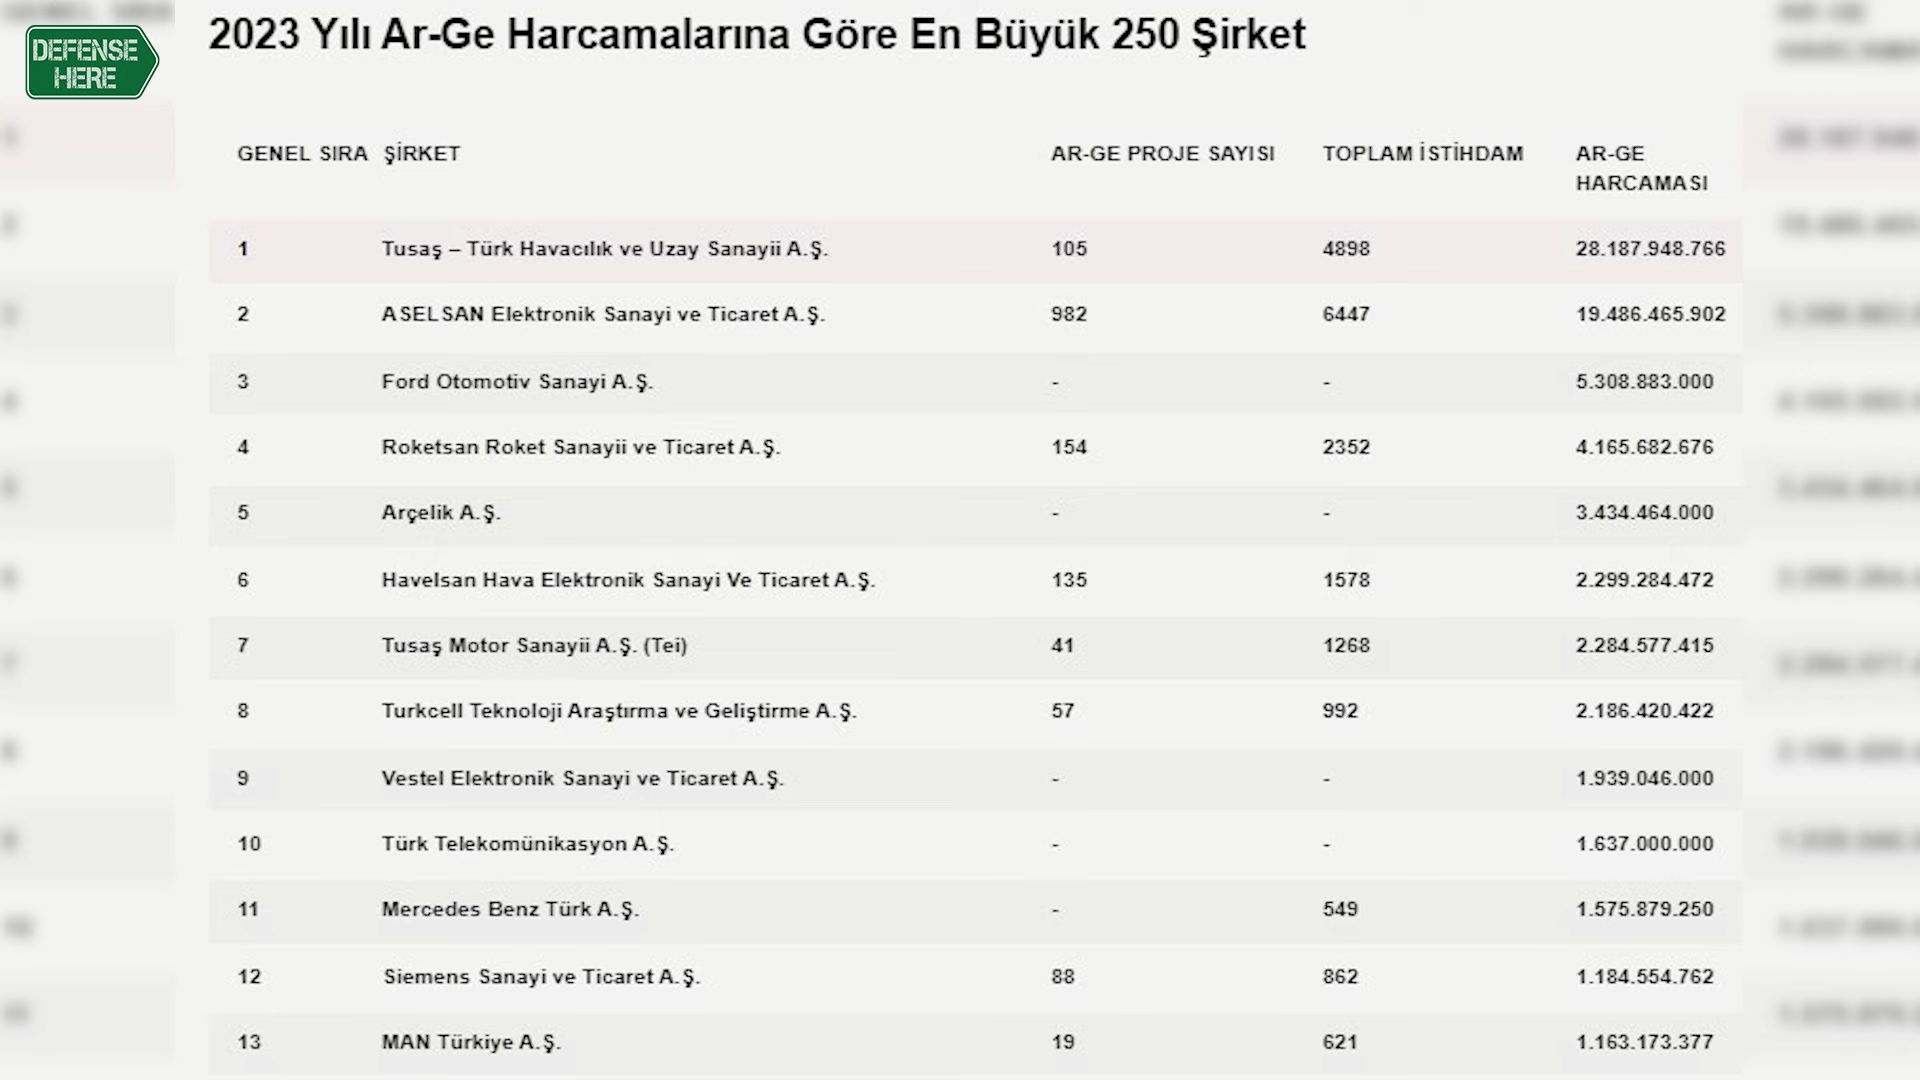 DEFENSE
HERE
2023 Yılı Ar-Ge Harcamalarına Göre En Büyük 250 Şirket
GENEL SIRA ŞİRKET AR-GE PROJE SAYISI TOPLAM İSTİHDAM AR-GE
HARCAMASI
1 Tusaş – Türk Havacılık ve Uzay Sanayii A.Ş. 105 4898 28.187.948.766
2 ASELSAN Elektronik Sanayi ve Ticaret A.Ş. 982 6447 19.486.465.902
3 Ford Otomotiv Sanayi A.Ş. - - 5.308.883.000
4 Roketsan Roket Sanayii ve Ticaret A.Ş. 154 2352 4.165.682.676
5 Arçelik A.Ş. - - 3.434.464.000
6 Havelsan Hava Elektronik Sanayi Ve Ticaret A.Ş. 135 1578 2.299.284.472
7 Tusaş Motor Sanayii A.Ş. (Tei) 41 1268 2.284.577.415
8 Turkcell Teknoloji Araştırma ve Geliştirme A.Ş. 57 992 2.186.420.422
9 Vestel Elektronik Sanayi ve Ticaret A.Ş. - - 1.939.046.000
10 Türk Telekomünikasyon A.Ş. - - 1.637.000.000
11 Mercedes Benz Türk A.Ş. - 549 1.575.879.250
12 Siemens Sanayi ve Ticaret A.Ş. 88 862 1.184.554.762
13 MAN Türkiye A.Ş. 19 621 1.163.173.377